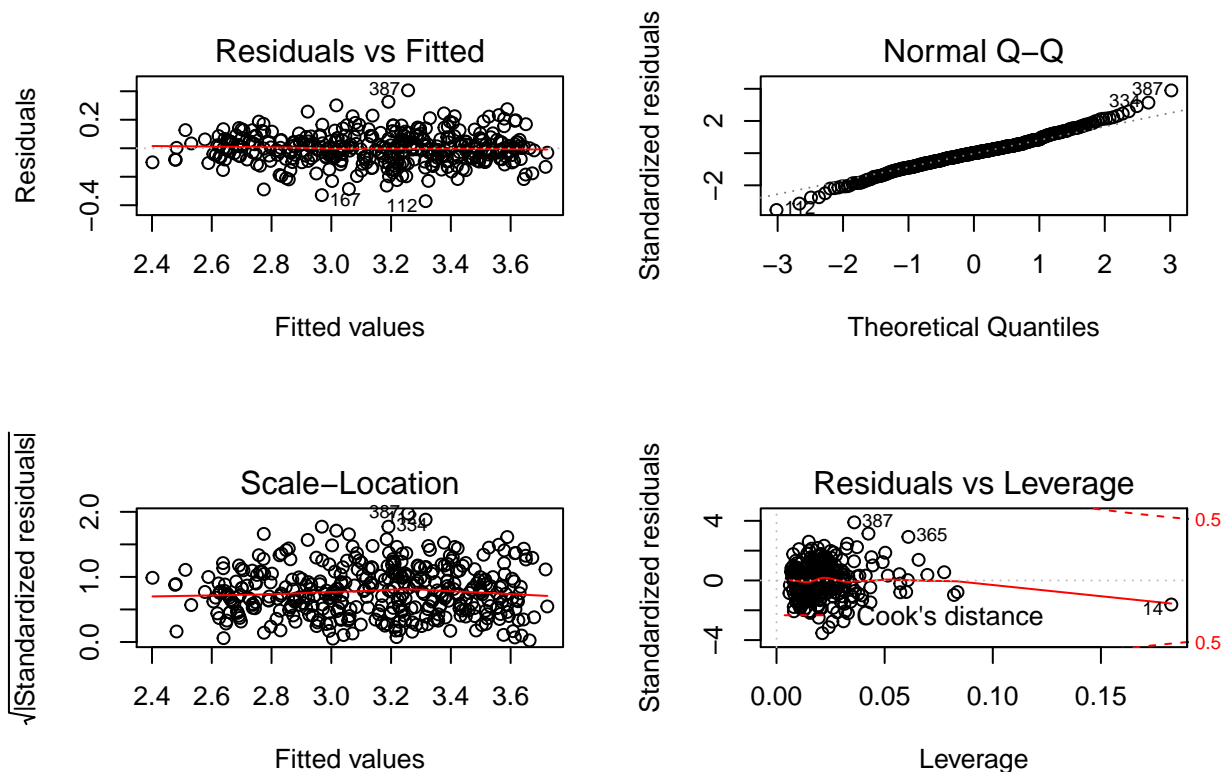 Residuals vs Fitted
Residuals
−0.4
0.2
387
167
112
2.4 2.6 2.8 3.0 3.2 3.4 3.6
Fitted values
Normal Q−Q
Standardized residuals
−2
2
387
334
112
−3 −2 −1 0 1 2 3
Theoretical Quantiles
Scale−Location
√|Standardized residuals|
0.0
1.0
2.0
387
112
334
2.4 2.6 2.8 3.0 3.2 3.4 3.6
Fitted values
Residuals vs Leverage
Standardized residuals
−4
0
4
387
365
14
Cook's distance
0.5
0.5
0.00 0.05 0.10 0.15
Leverage